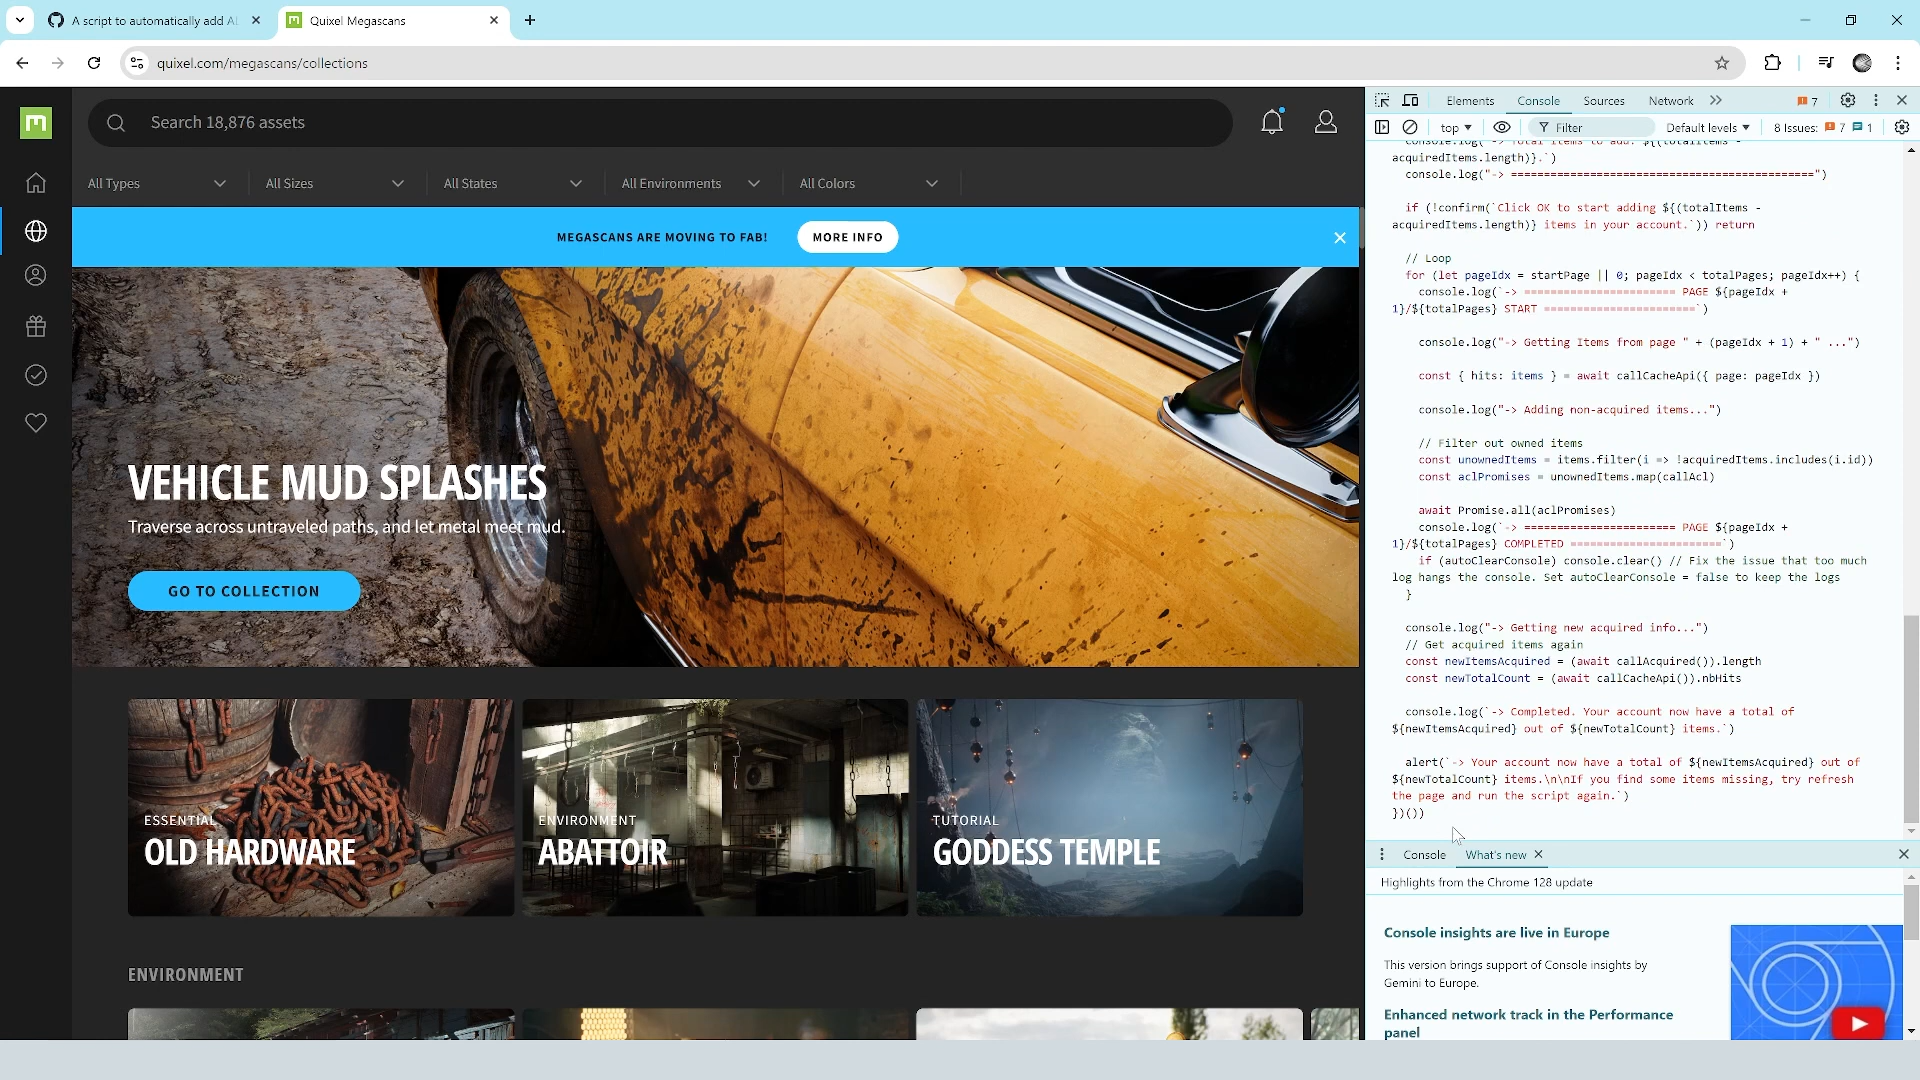 A script to automatically add AL
Quixel Megascans
quixel.com/megascans/collections
Search 18,876 assets
All Types
All Sizes
All States
All Environments
All Colors
MEGASCANS ARE MOVING TO FAB!
MORE INFO
VEHICLE MUD SPLASHES
Traverse across untraveled paths, and let metal meet mud.
GO TO COLLECTION
ESSENTIAL
OLD HARDWARE
ENVIRONMENT
ABATTOIR
TUTORIAL
GODDESS TEMPLE
ENVIRONMENT
Elements
Console
Sources
Network
7
top
Filter
Default levels
8 Issues:
7
1
console.log(`-> Total items to add: ${(totalItems -
acquiredItems.length)}.`)
console.log("-> ==============================================")
if (!confirm(`Click OK to start adding ${(totalItems -
acquiredItems.length)} items in your account.`)) return
// Loop
for (let pageIdx = startPage || 0; pageIdx < totalPages; pageIdx++) {
console.log(`-> ======================= PAGE ${pageIdx +
1}/${totalPages} START =======================`)
console.log("-> Getting Items from page " + (pageIdx + 1) + " ...")
const { hits: items } = await callCacheApi({ page: pageIdx })
console.log("-> Adding non-acquired items...")
// Filter out owned items
const unownedItems = items.filter(i => !acquiredItems.includes(i.id))
const aclPromises = unownedItems.map(callAcl)
await Promise.all(aclPromises)
console.log(`-> ======================= PAGE ${pageIdx +
1}/${totalPages} COMPLETED =======================`)
if (autoClearConsole) console.clear() // Fix the issue that too much
log hangs the console. Set autoClearConsole = false to keep the logs
}
console.log("-> Getting new acquired info...")
// Get acquired items again
const newItemsAcquired = (await callAcquired()).length
const newTotalCount = (await callCacheApi()).nbHits
console.log(`-> Completed. Your account now have a total of
${newItemsAcquired} out of ${newTotalCount} items.`)
alert(`-> Your account now have a total of ${newItemsAcquired} out of
${newTotalCount} items.\n\nIf you find some items missing, try refresh
the page and run the script again.`)
})())
Console
What's new
Highlights from the Chrome 128 update
Console insights are live in Europe
This version brings support of Console insights by
Gemini to Europe.
Enhanced network track in the Performance
panel